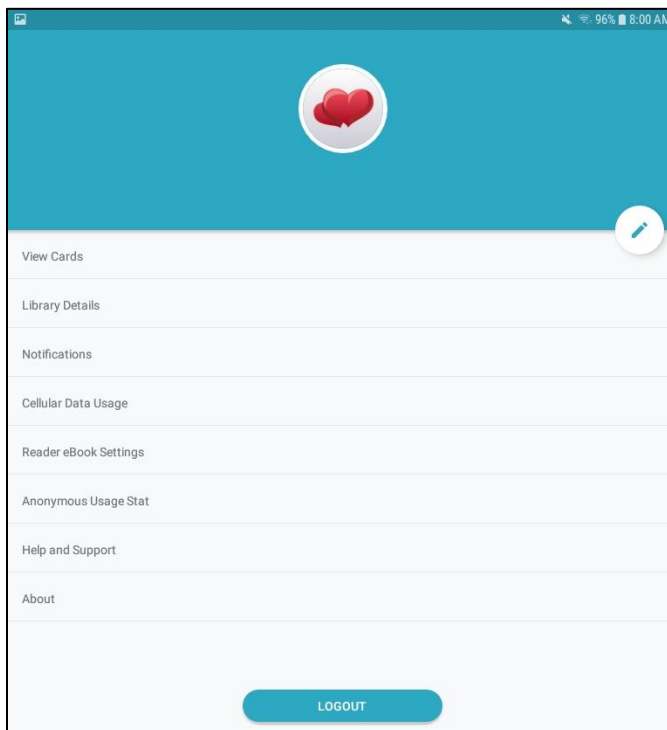 96% 8:00 AM
View Cards
Library Details
Notifications
Cellular Data Usage
Reader eBook Settings
Anonymous Usage Stat
Help and Support
About
LOGOUT